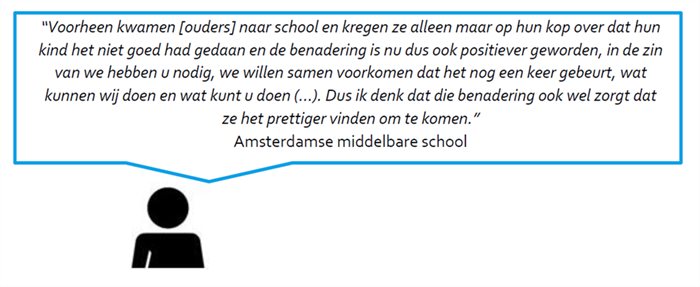 “Voorheen kwamen [ouders] naar school en kregen ze alleen maar op hun kop over dat hun
kind het niet goed had gedaan en de benadering is nu dus ook positiever geworden, in de zin
van we hebben u nodig, we willen samen voorkomen dat het nog een keer gebeurt, wat
kunnen wij doen en wat kunt u doen (...). Dus ik denk dat die benadering ook wel zorgt dat
ze het prettiger vinden om te komen.”
Amsterdamse middelbare school